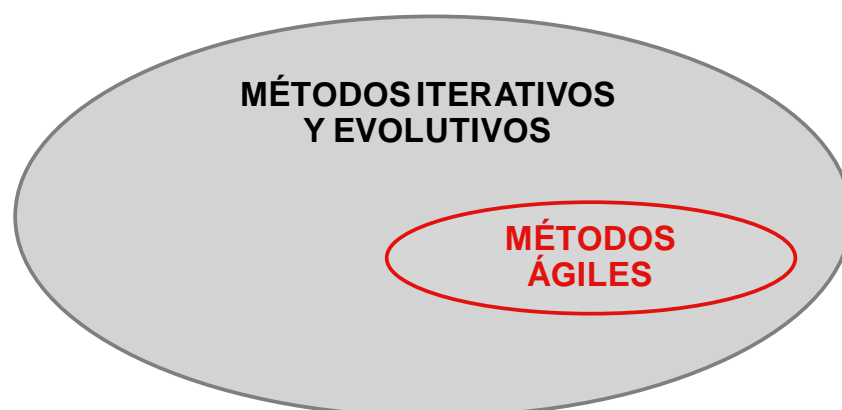 MÉTODOS ITERATIVOS
Y EVOLUTIVOS
MÉTODOS
ÁGILES